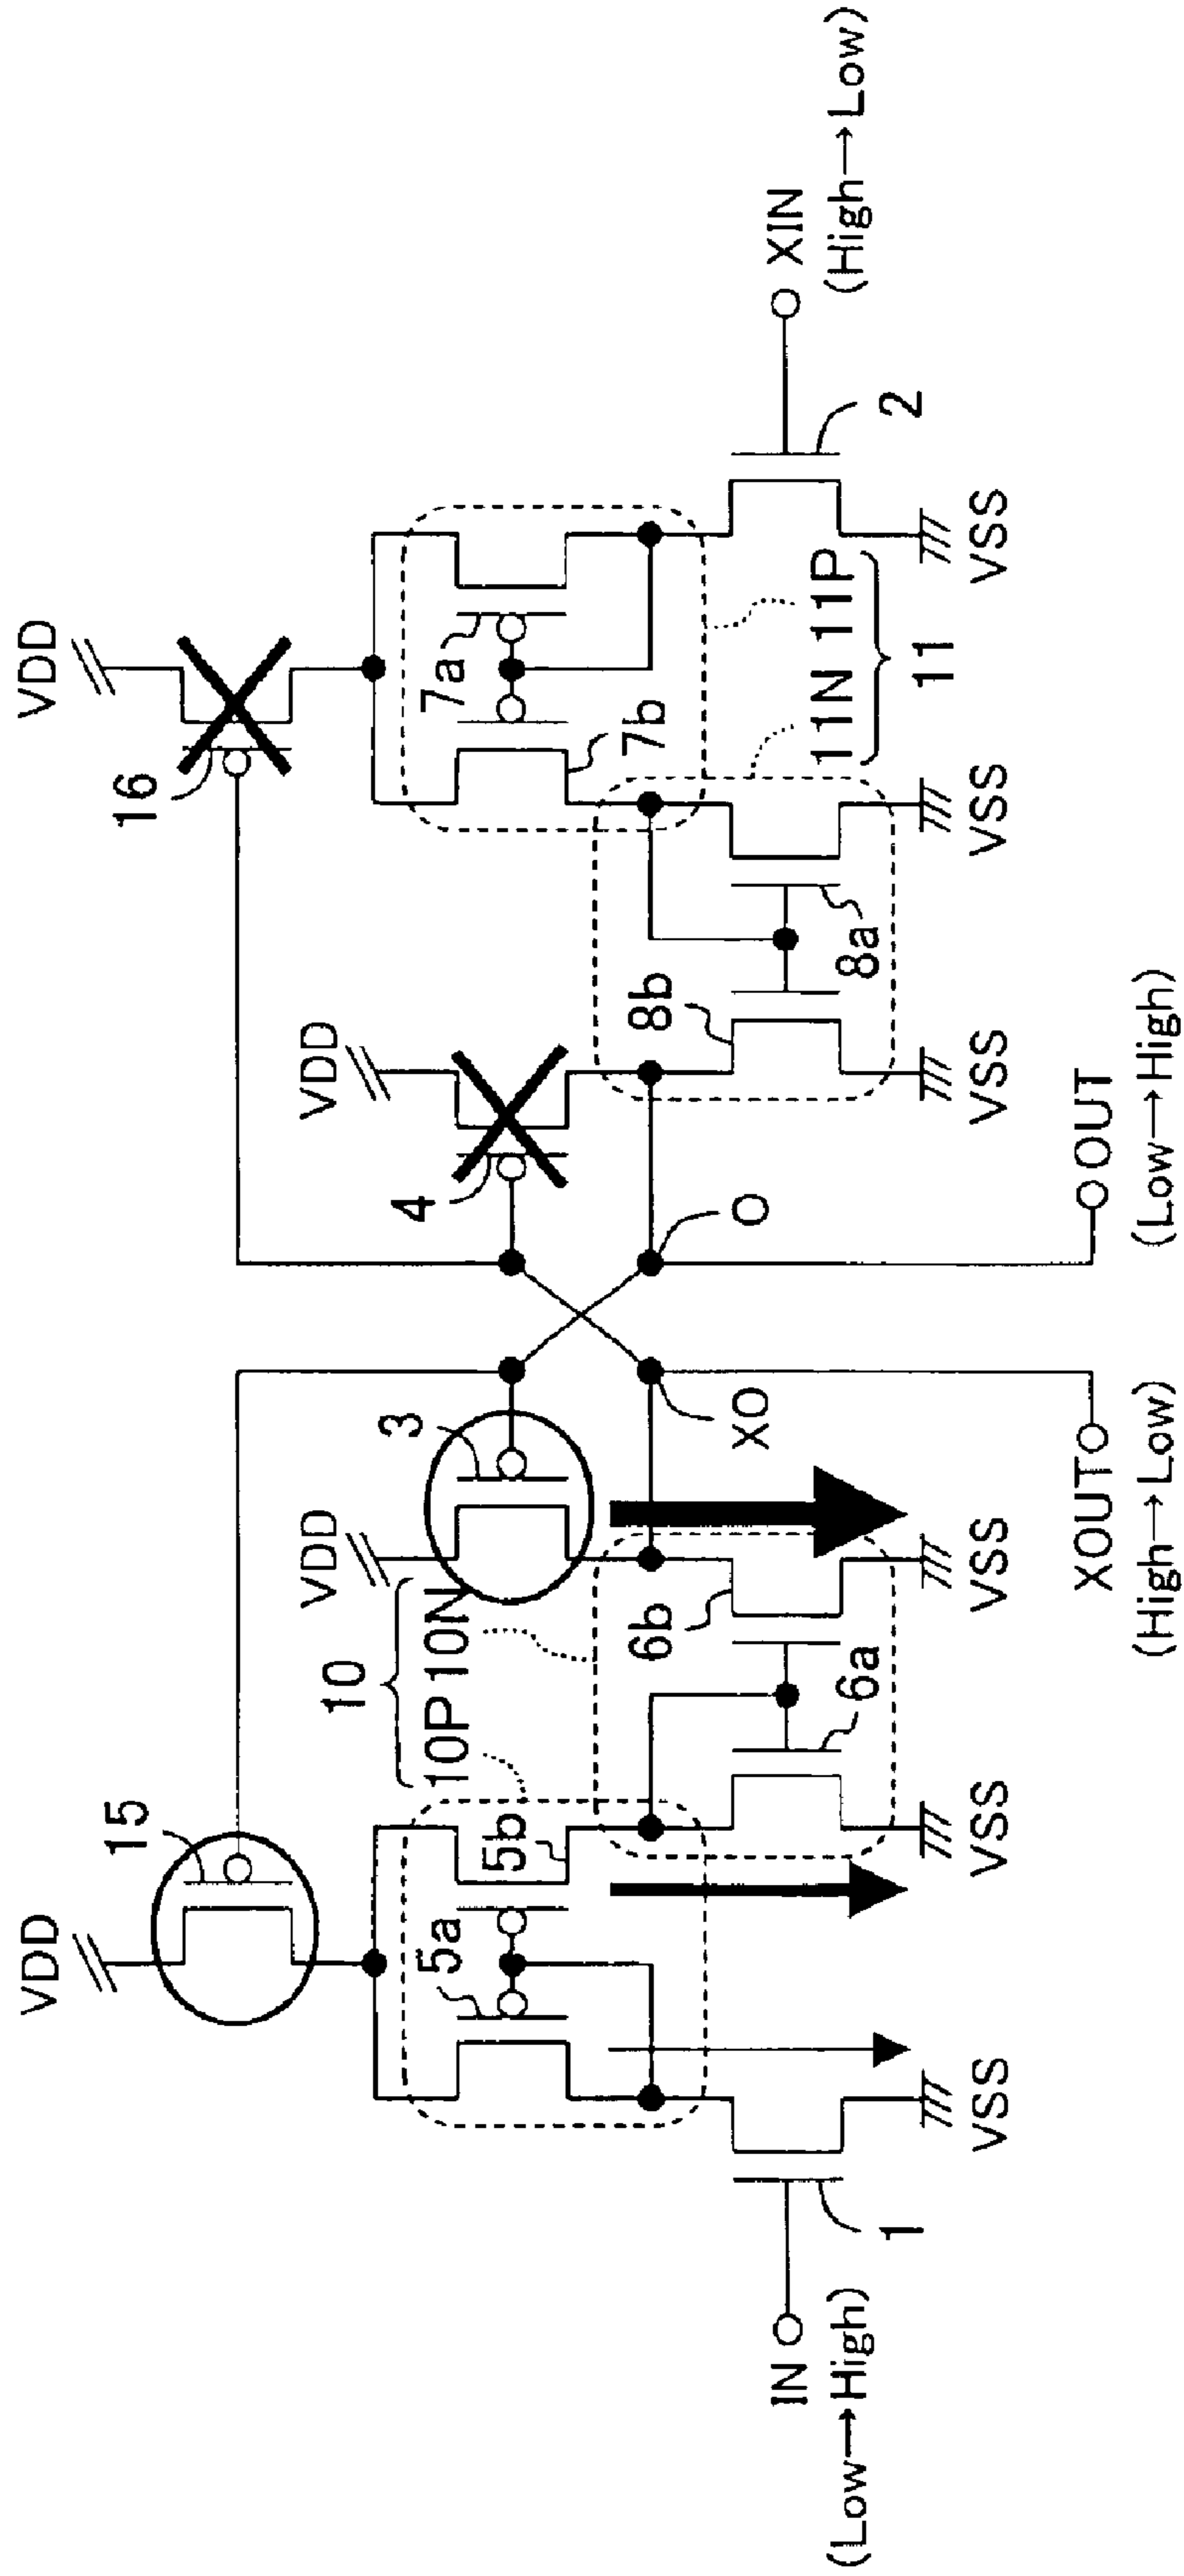 VDD
15
VDD
16
10
10P 10N
VDD
3
VDD
4
5a
5b
7a
7b
6b
6a
XO
O
8b
8a
11N 11P
11
IN
(Low→High)
1
VSS
VSS
VSS
VSS
VSS
VSS
2
XIN
(High→Low)
XOUT
(High→Low)
OUT
(Low→High)